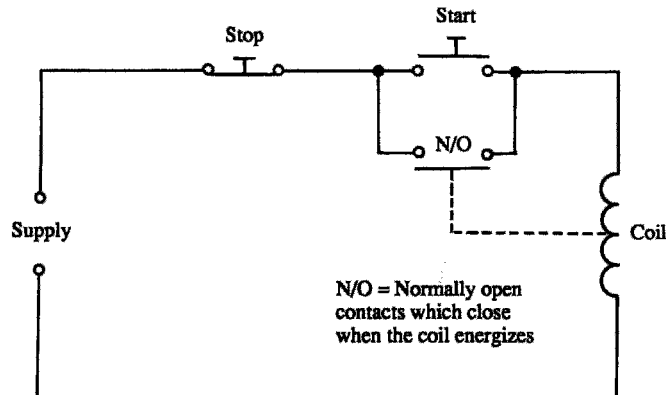 Start
Stop
N/O
Supply
Coil
N/O = Normally open
contacts which close
when the coil energizes